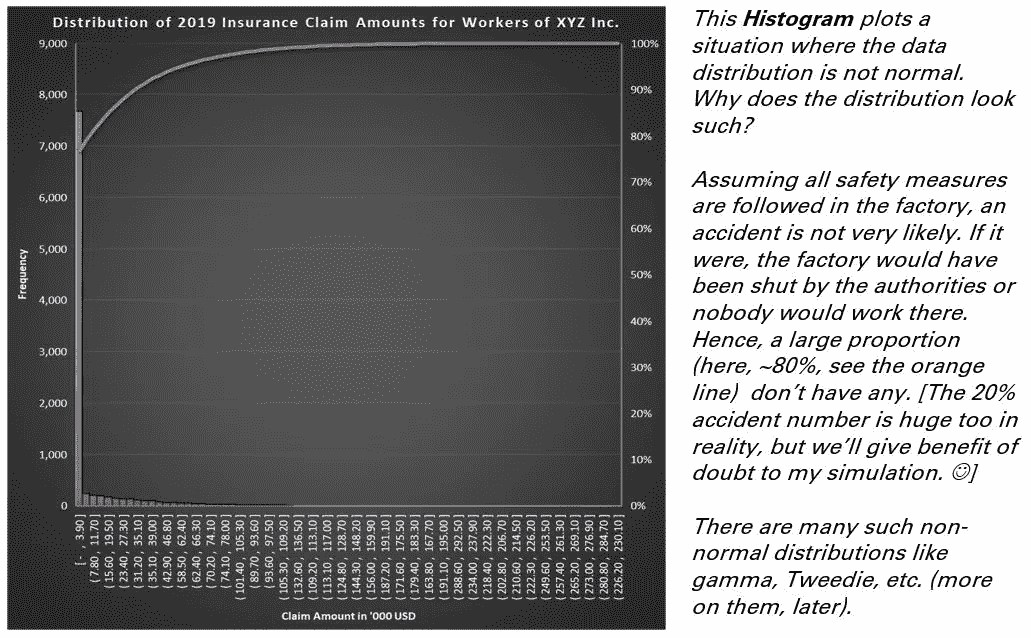 Distribution of 2019 Insurance Claim Amounts for Workers of XYZ Inc.
9,000
8,000
7,000
6,000
5,000
4,000
3,000
2,000
1,000
0
Frequency
100%
90%
80%
70%
60%
50%
40%
30%
20%
10%
0%
[ - , 3.90]
( 7.80, 11.70]
( 15.60, 19.50]
( 23.40, 27.30]
( 31.20, 35.10]
( 35.10, 39.00]
( 42.90, 46.80]
( 58.50, 62.40]
( 62.40, 66.30]
( 70.20, 74.10]
( 74.10, 78.00]
( 101.40, 105.30]
( 89.70, 93.60]
( 93.60, 97.50]
( 105.30, 109.20]
( 132.60, 136.50]
( 109.20, 113.10]
( 113.10, 117.00]
( 124.80, 128.70]
( 144.30, 148.20]
( 156.00, 159.90]
( 187.20, 191.10]
( 171.60, 175.50]
( 179.40, 183.30]
( 163.80, 167.70]
( 191.10, 195.00]
( 288.60, 292.50]
( 234.00, 237.90]
( 218.40, 222.30]
( 210.60, 214.50]
( 222.30, 226.20]
( 202.80, 206.70]
( 249.60, 253.50]
( 257.40, 261.30]
( 265.20, 269.10]
( 273.00, 276.90]
( 280.80, 284.70]
( 226.20, 230.10]
Claim Amount in '000 USD
This Histogram plots a
situation where the data
distribution is not normal.
Why does the distribution look
such?
Assuming all safety measures
are followed in the factory, an
accident is not very likely. If it
were, the factory would have
been shut by the authorities or
nobody would work there.
Hence, a large proportion
(here, ~80%, see the orange
line) don't have any. [The 20%
accident number is huge too in
reality, but we'll give benefit of
doubt to my simulation. ☺]
There are many such non-
normal distributions like
gamma, Tweedie, etc. (more
on them, later).